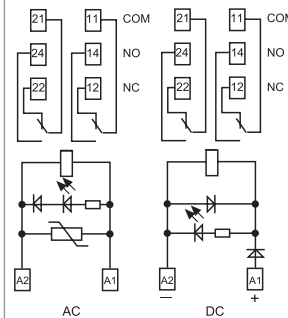 21 11 COM 21 11 COM
24 14 NO 24 14 NO
22 12 NC 22 12 NC
A2 A1 A2 A1
— +
AC DC